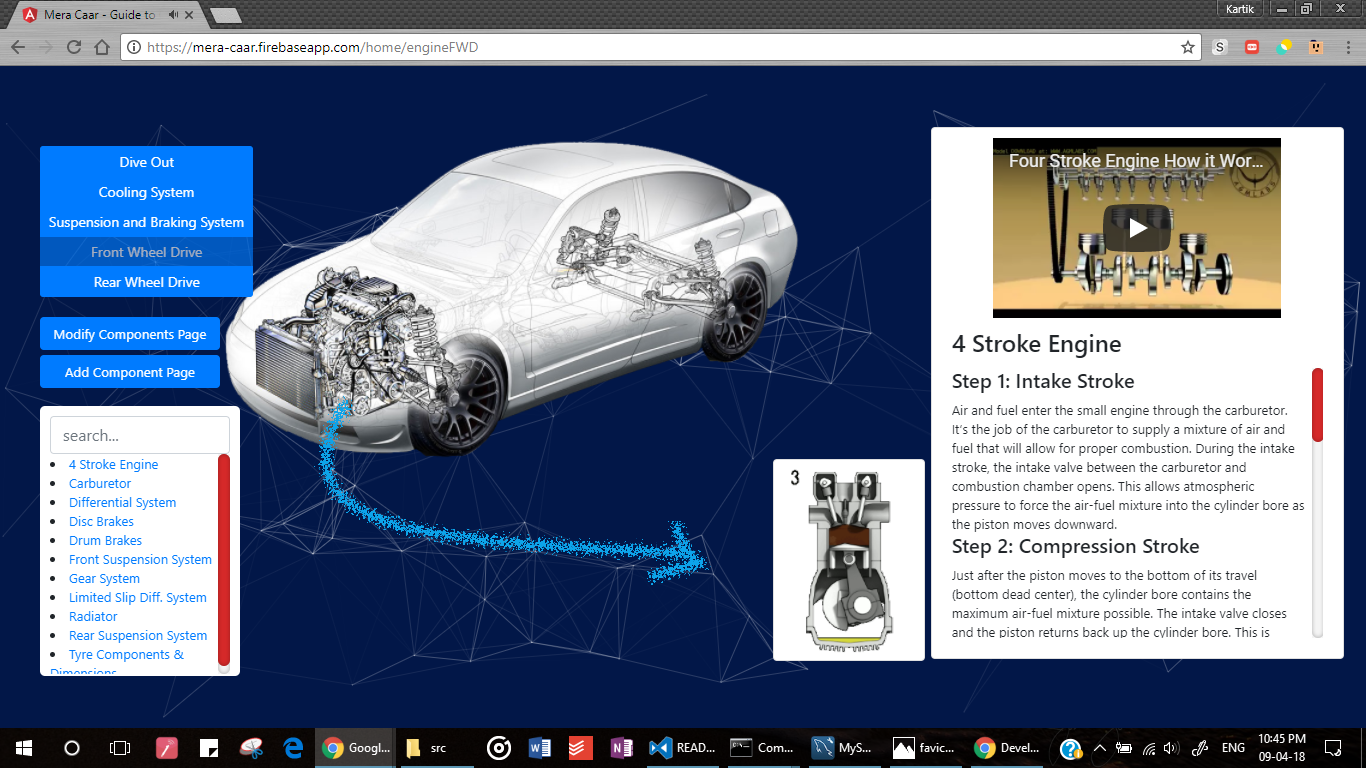 Mera Caar - Guide to
Kartik
https://mera-caar.firebaseapp.com/home/engineFWD
S
Dive Out
Cooling System
Suspension and Braking System
Front Wheel Drive
Rear Wheel Drive
Modify Components Page
Add Component Page
search...
4 Stroke Engine
Carburetor
Differential System
Disc Brakes
Drum Brakes
Front Suspension System
Gear System
Limited Slip Diff. System
Radiator
Rear Suspension System
Tyre Components &
Dimensions
3
Four Stroke Engine How it Wor...
4 Stroke Engine
Step 1: Intake Stroke
Air and fuel enter the small engine through the carburetor.
It's the job of the carburetor to supply a mixture of air and
fuel that will allow for proper combustion. During the intake
stroke, the intake valve between the carburetor and
combustion chamber opens. This allows atmospheric
pressure to force the air-fuel mixture into the cylinder bore as
the piston moves downward.
Step 2: Compression Stroke
Just after the piston moves to the bottom of its travel
(bottom dead center), the cylinder bore contains the
maximum air-fuel mixture possible. The intake valve closes
and the piston returns back up the cylinder bore. This is
Googl...
src
READ...
Com...
MyS...
favic...
Devel...
ENG
10:45 PM
09-04-18